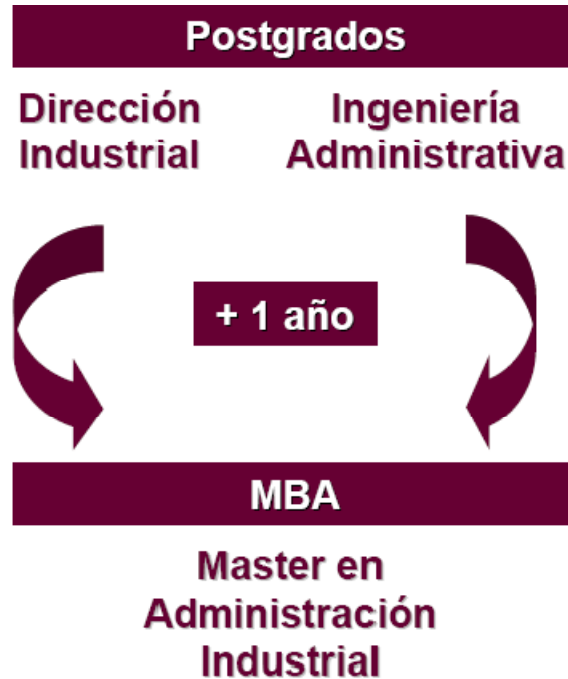 Postgrados
Dirección
Industrial
Ingeniería
Administrativa
+ 1 año
MBA
Master en
Administración
Industrial